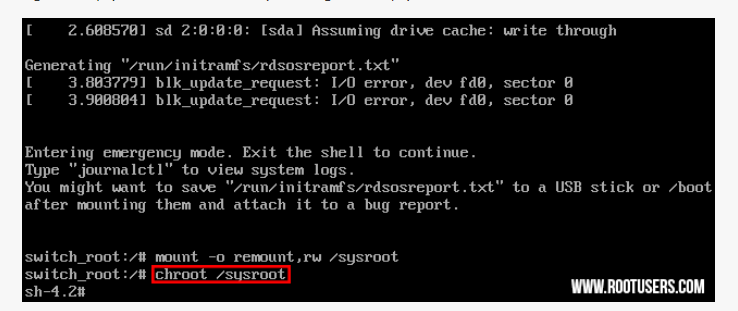 [    2.608570] sd 2:0:0:0: [sda] Assuming drive cache: write through
Generating "/run/initramfs/rdsosreport.txt"
[    3.803779] blk_update_request: I/O error, dev fd0, sector 0
[    3.900804] blk_update_request: I/O error, dev fd0, sector 0
Entering emergency mode. Exit the shell to continue.
Type "journalctl" to view system logs.
You might want to save "/run/initramfs/rdsosreport.txt" to a USB stick or /boot
after mounting them and attach it to a bug report.
switch_root:/# mount -o remount,rw /sysroot
switch_root:/# chroot /sysroot
sh-4.2#
WWW.ROOTUSERS.COM